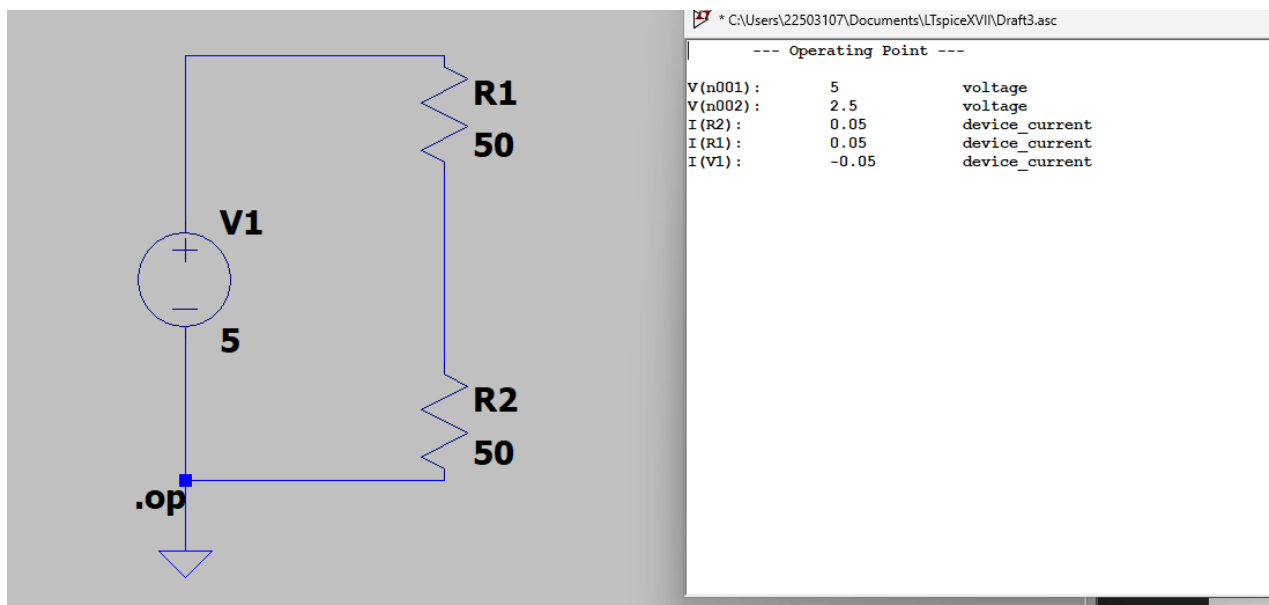 R1
50
V1
5
R2
50
.op
* C:\Users\22503107\Documents\LTspiceXVII\Draft3.asc
--- Operating Point ---
V(n001): 5 voltage
V(n002): 2.5 voltage
I(R2): 0.05 device_current
I(R1): 0.05 device_current
I(V1): -0.05 device_current